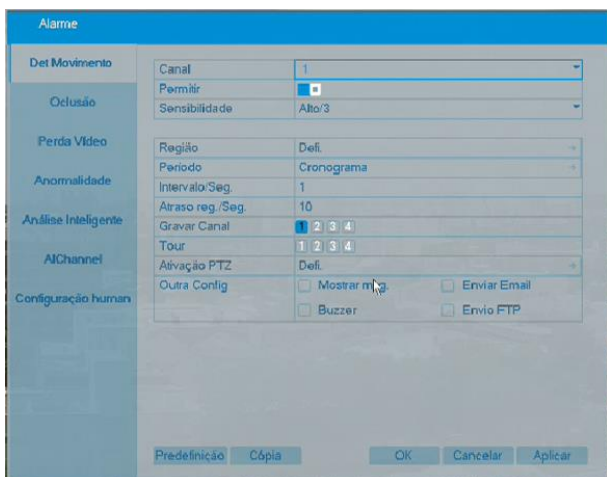 Alarme
Det Movimento
Oclusão
Perda Vídeo
Anormalidade
Análise Inteligente
AIChannel
Configuração human
Canal 1
Permitir
Sensibilidade Alto/3
Região Defi.
Período Cronograma
Intervalo/Seg. 1
Atraso reg./Seg. 10
Gravar Canal 1 2 3 4
Tour 1 2 3 4
Ativação PTZ Defi.
Outra Config Mostrar Enviar Email
Buzzer Envio FTP
Predefinição Cópia OK Cancelar Aplicar